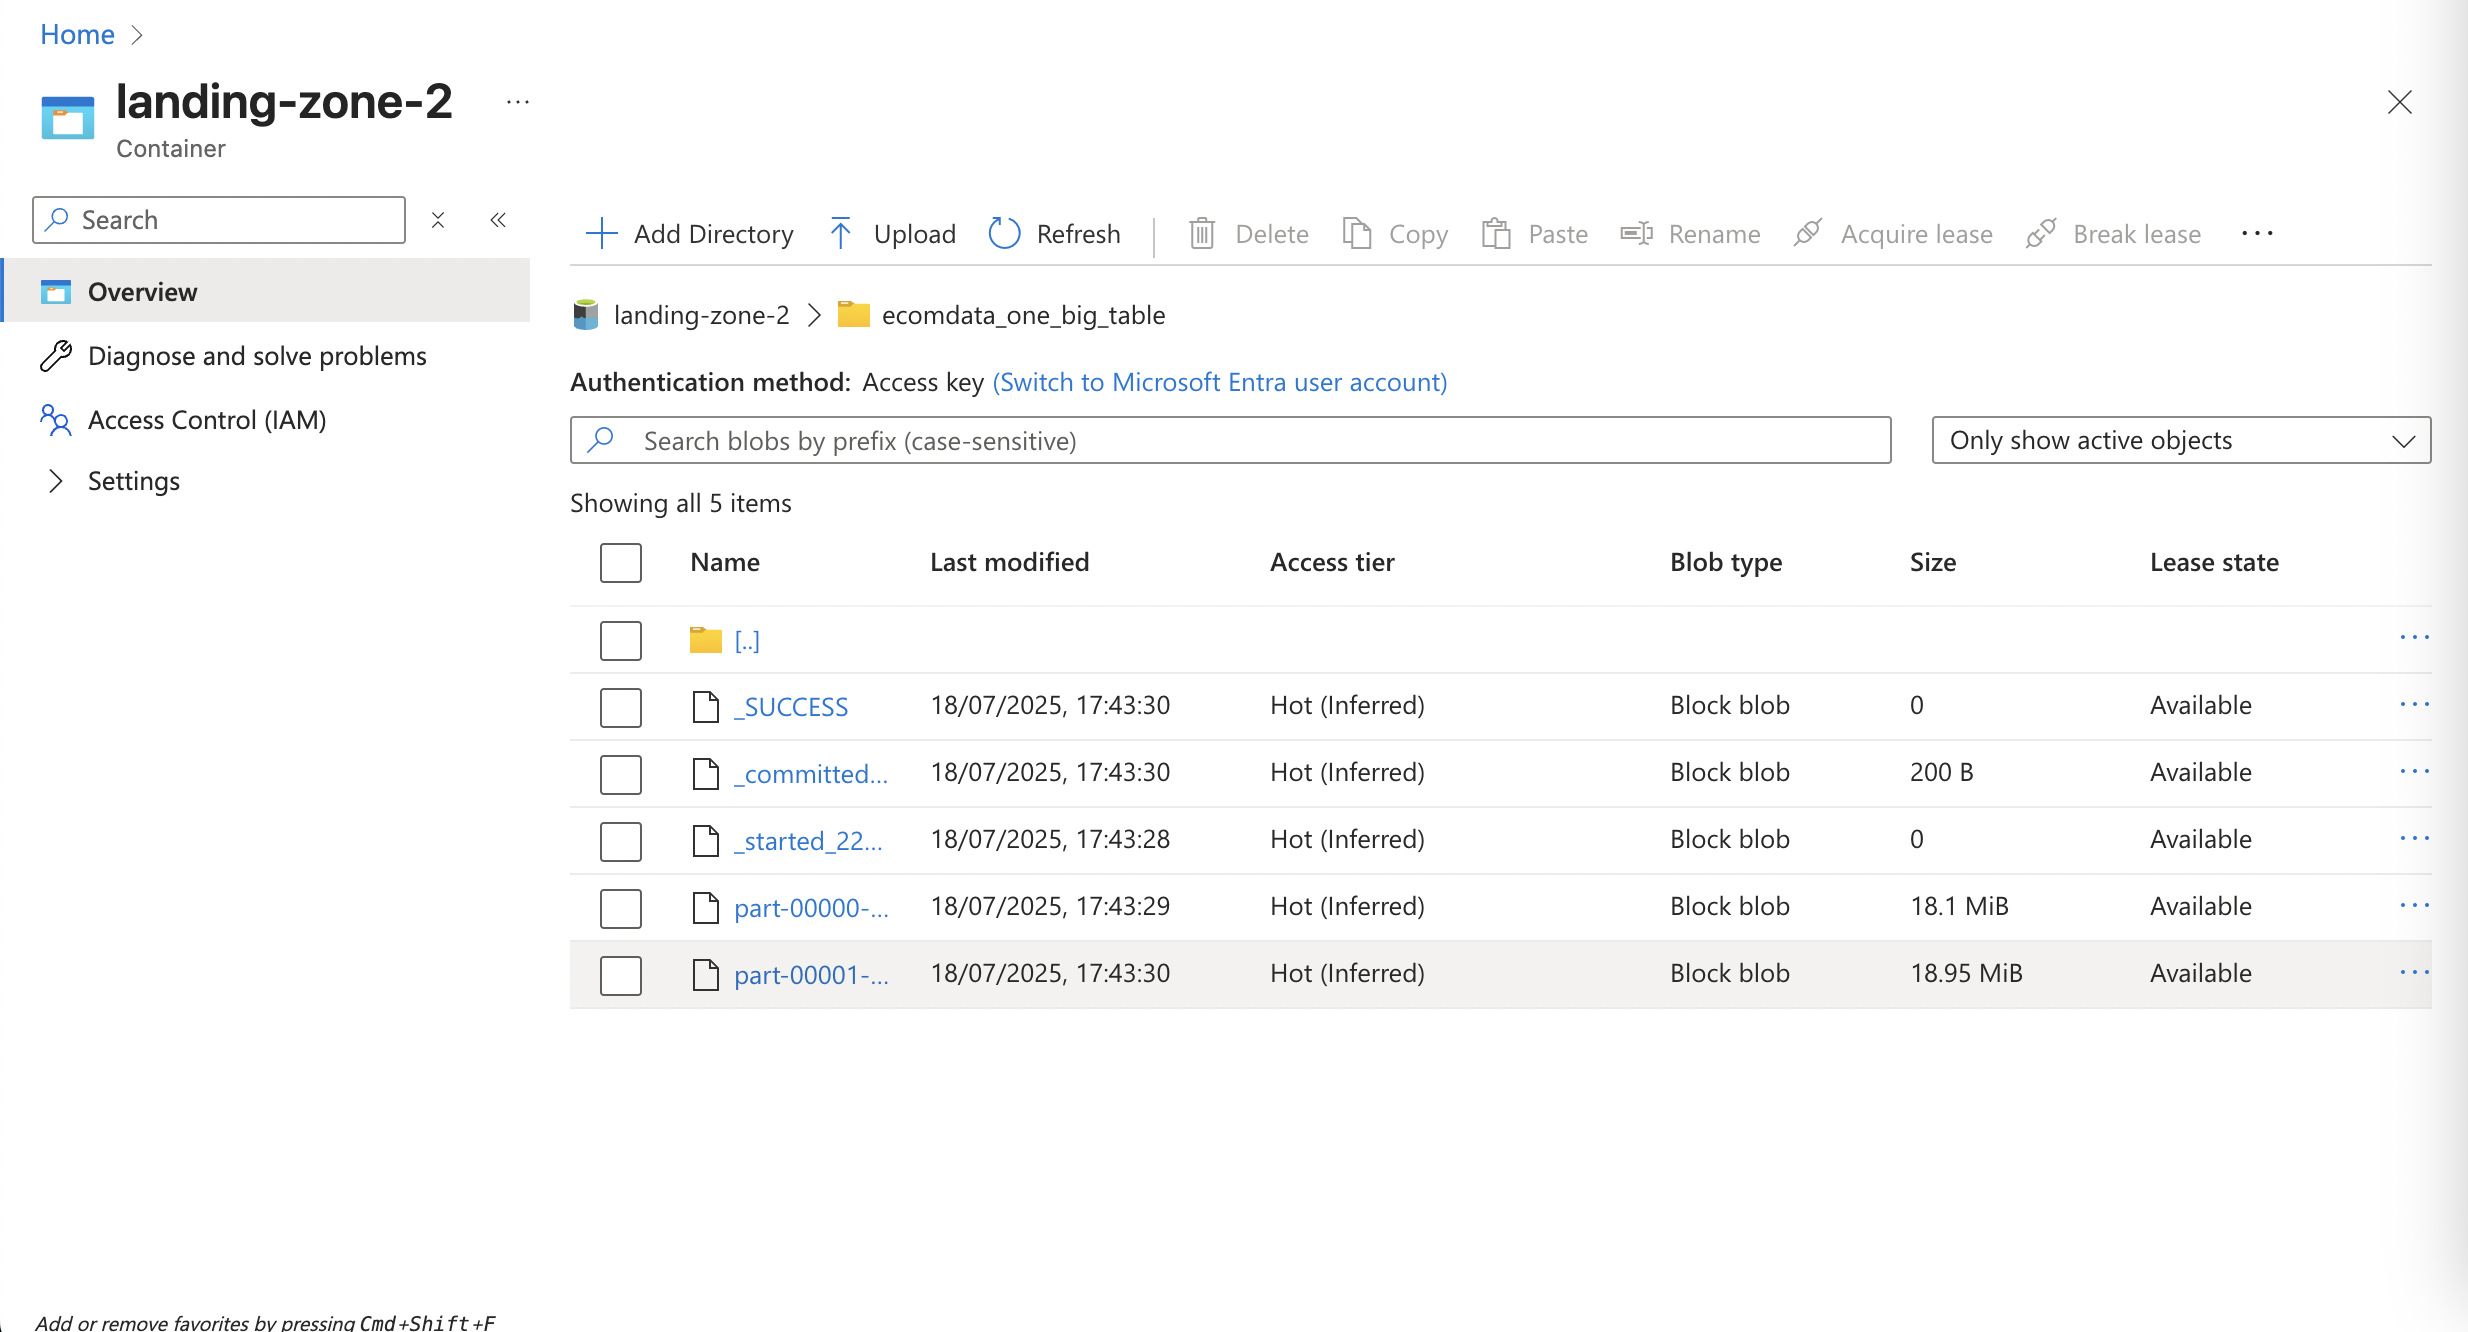 Home
landing-zone-2 ...
Container
Search
Overview
Diagnose and solve problems
Access Control (IAM)
Settings
Add Directory Upload Refresh Delete Copy Paste Rename Acquire lease Break lease ...
landing-zone-2 > ecomdata_one_big_table
Authentication method: Access key (Switch to Microsoft Entra user account)
Search blobs by prefix (case-sensitive) Only show active objects
Showing all 5 items
Name Last modified Access tier Blob type Size Lease state
[..] ...
_SUCCESS 18/07/2025, 17:43:30 Hot (Inferred) Block blob 0 Available ...
_committed... 18/07/2025, 17:43:30 Hot (Inferred) Block blob 200 B Available ...
_started_22... 18/07/2025, 17:43:28 Hot (Inferred) Block blob 0 Available ...
part-00000-... 18/07/2025, 17:43:29 Hot (Inferred) Block blob 18.1 MiB Available ...
part-00001-... 18/07/2025, 17:43:30 Hot (Inferred) Block blob 18.95 MiB Available ...
Add or remove favorites by pressing Cmd+Shift+F